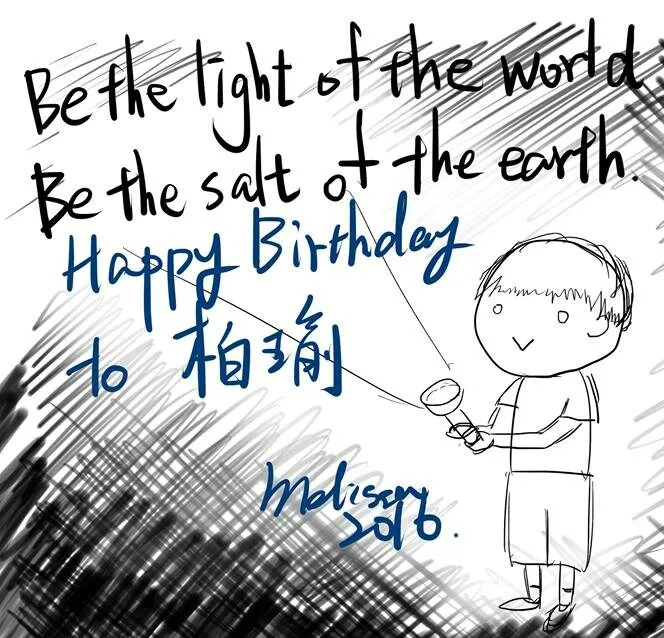 Be the light of the world
Be the salt of the earth.
Happy Birthday
to 柏瑜
Melissa
2016.